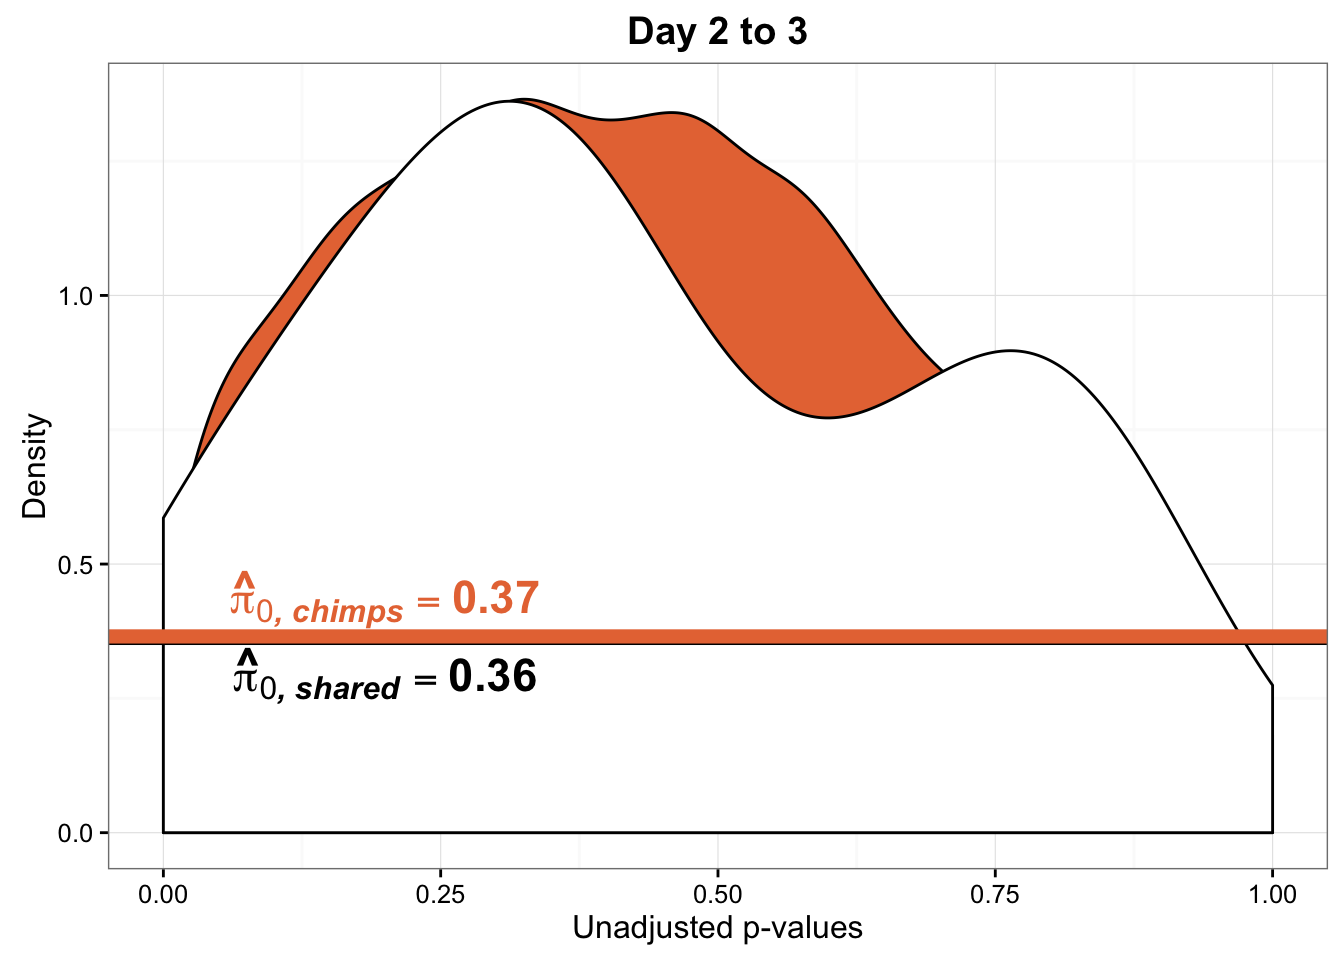 Day 2 to 3
Density
1.0
0.5
0.0
π̂0, chimps = 0.37
π̂0, shared = 0.36
0.00 0.25 0.50 0.75 1.00
Unadjusted p-values